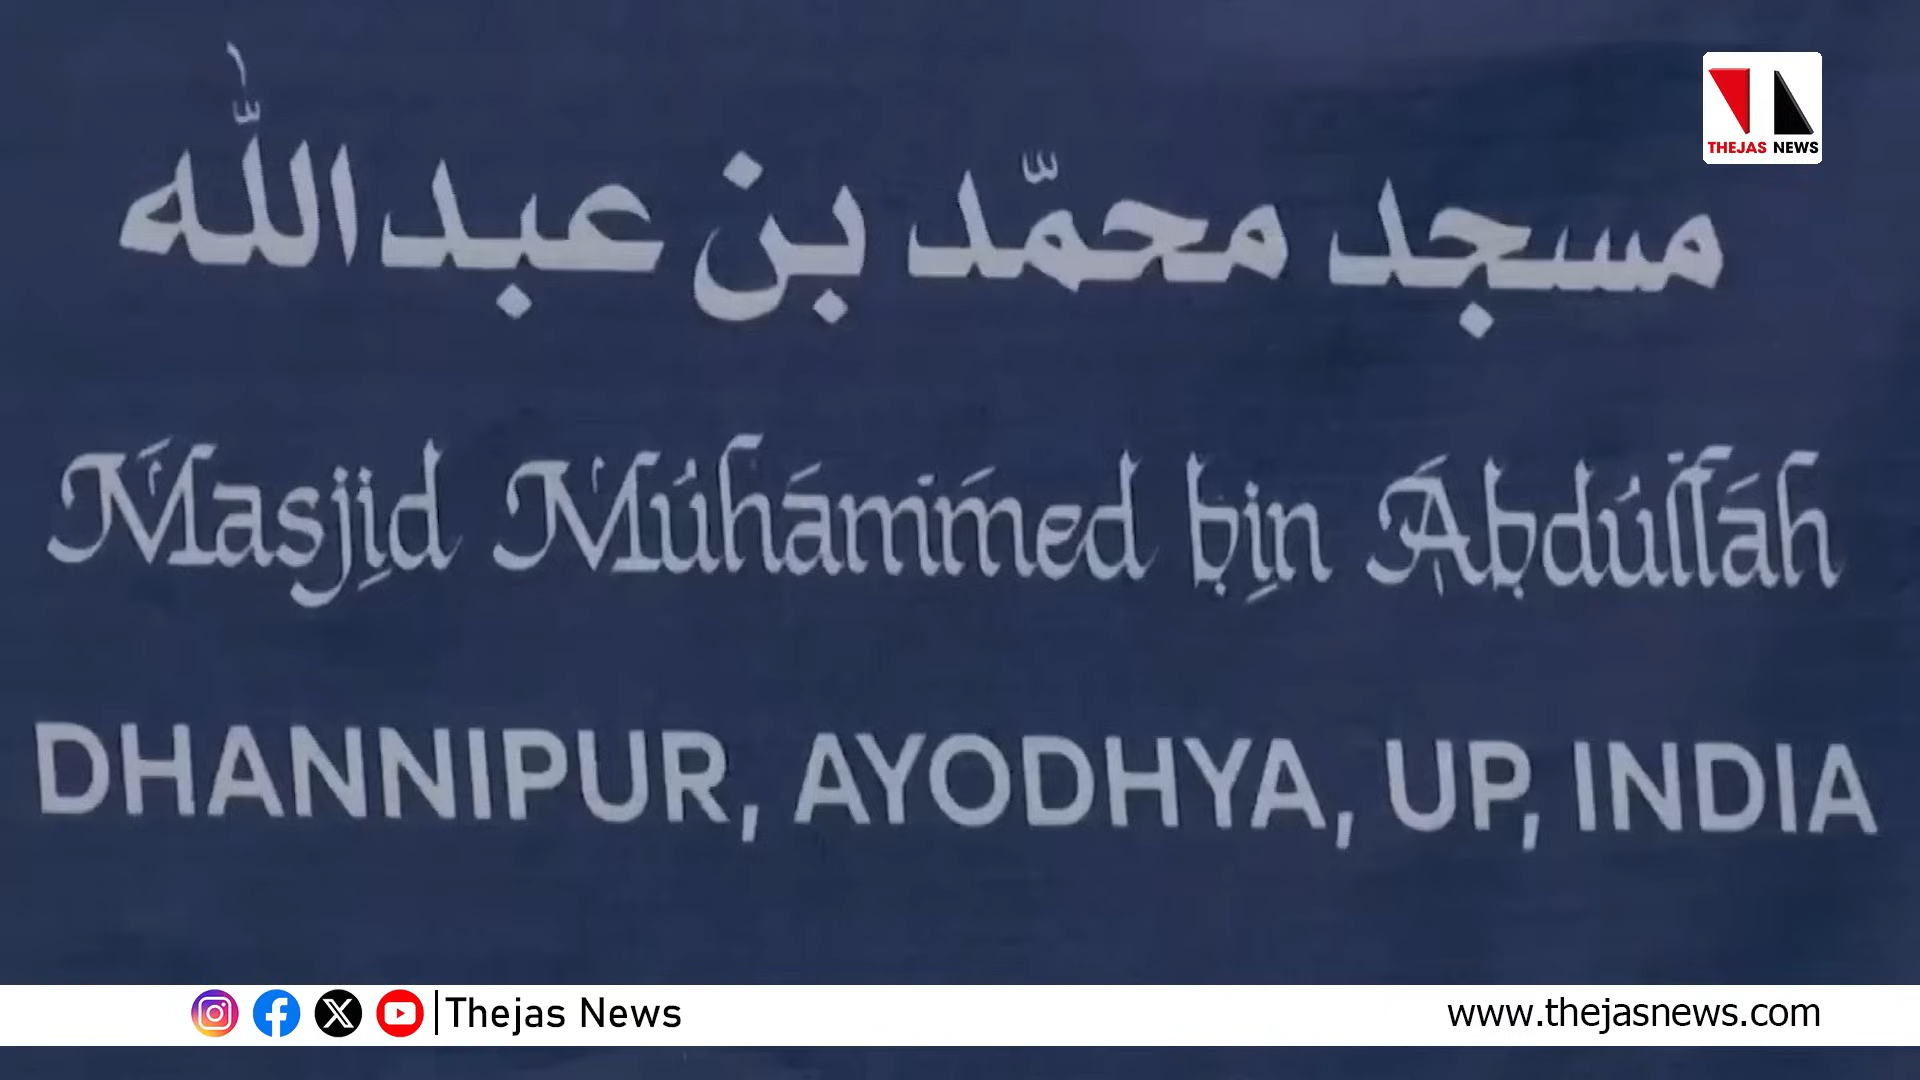 THEJAS NEWS
مسجد محمّد بن عبد اللّٰه
Masjid Muhammed bin Abdullah
DHANNIPUR, AYODHYA, UP, INDIA
Thejas News
www.thejasnews.com